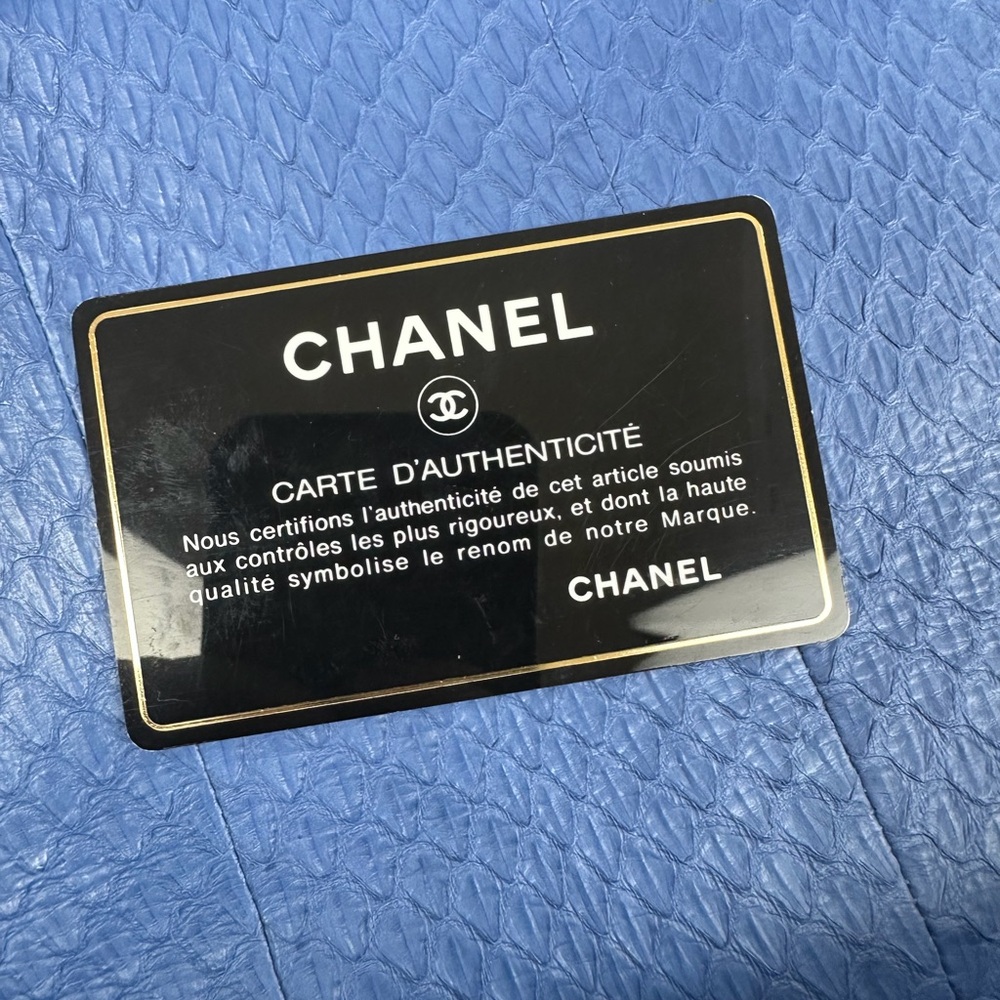 CHANEL
CARTE D'AUTHENTICITÉ
Nous certifions l'authenticité de cet article soumis
aux contrôles les plus rigoureux, et dont la haute
qualité symbolise le renom de notre Marque.
CHANEL